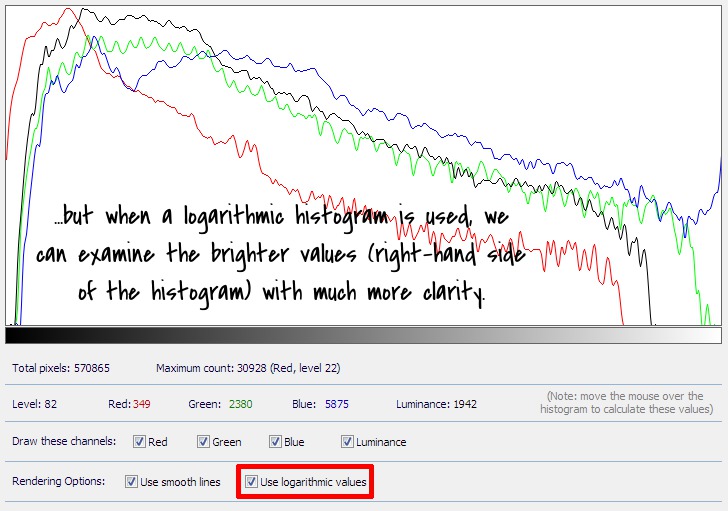 ...but when a logarithmic histogram is used, we
can examine the brighter values (right-hand side
of the histogram) with much more clarity.
Total pixels: 570865 Maximum count: 30928 (Red, level 22)
Level: 82 Red: 349 Green: 2380 Blue: 5875 Luminance: 1942 (Note: move the mouse over the
histogram to calculate these values)
Draw these channels: Red Green Blue Luminance
Rendering Options: Use smooth lines Use logarithmic values